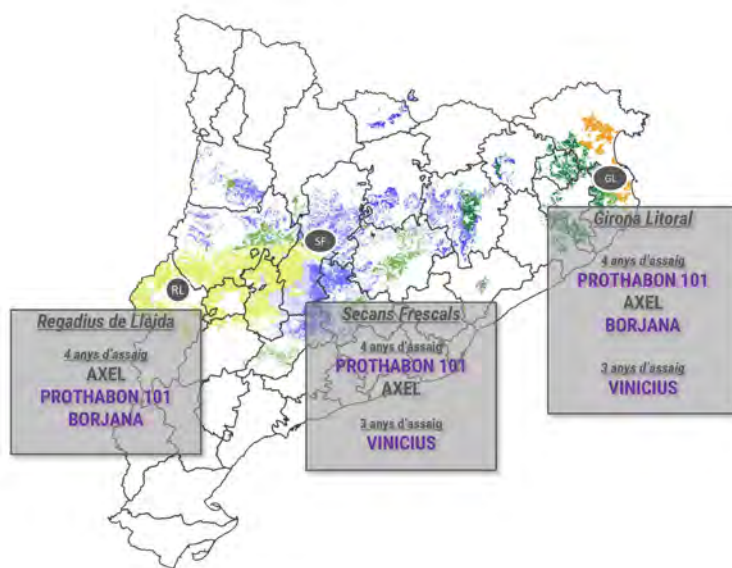 GL
SF
RL
Girona Litoral
4 anys d'assaig
PROTHABON 101
AXEL
BORJANA
3 anys d'assaig
VINICIUS
Secans Frescals
4 anys d'assaig
PROTHABON 101
AXEL
3 anys d'assaig
VINICIUS
Regadius de Lleida
4 anys d'assaig
AXEL
PROTHABON 101
BORJANA